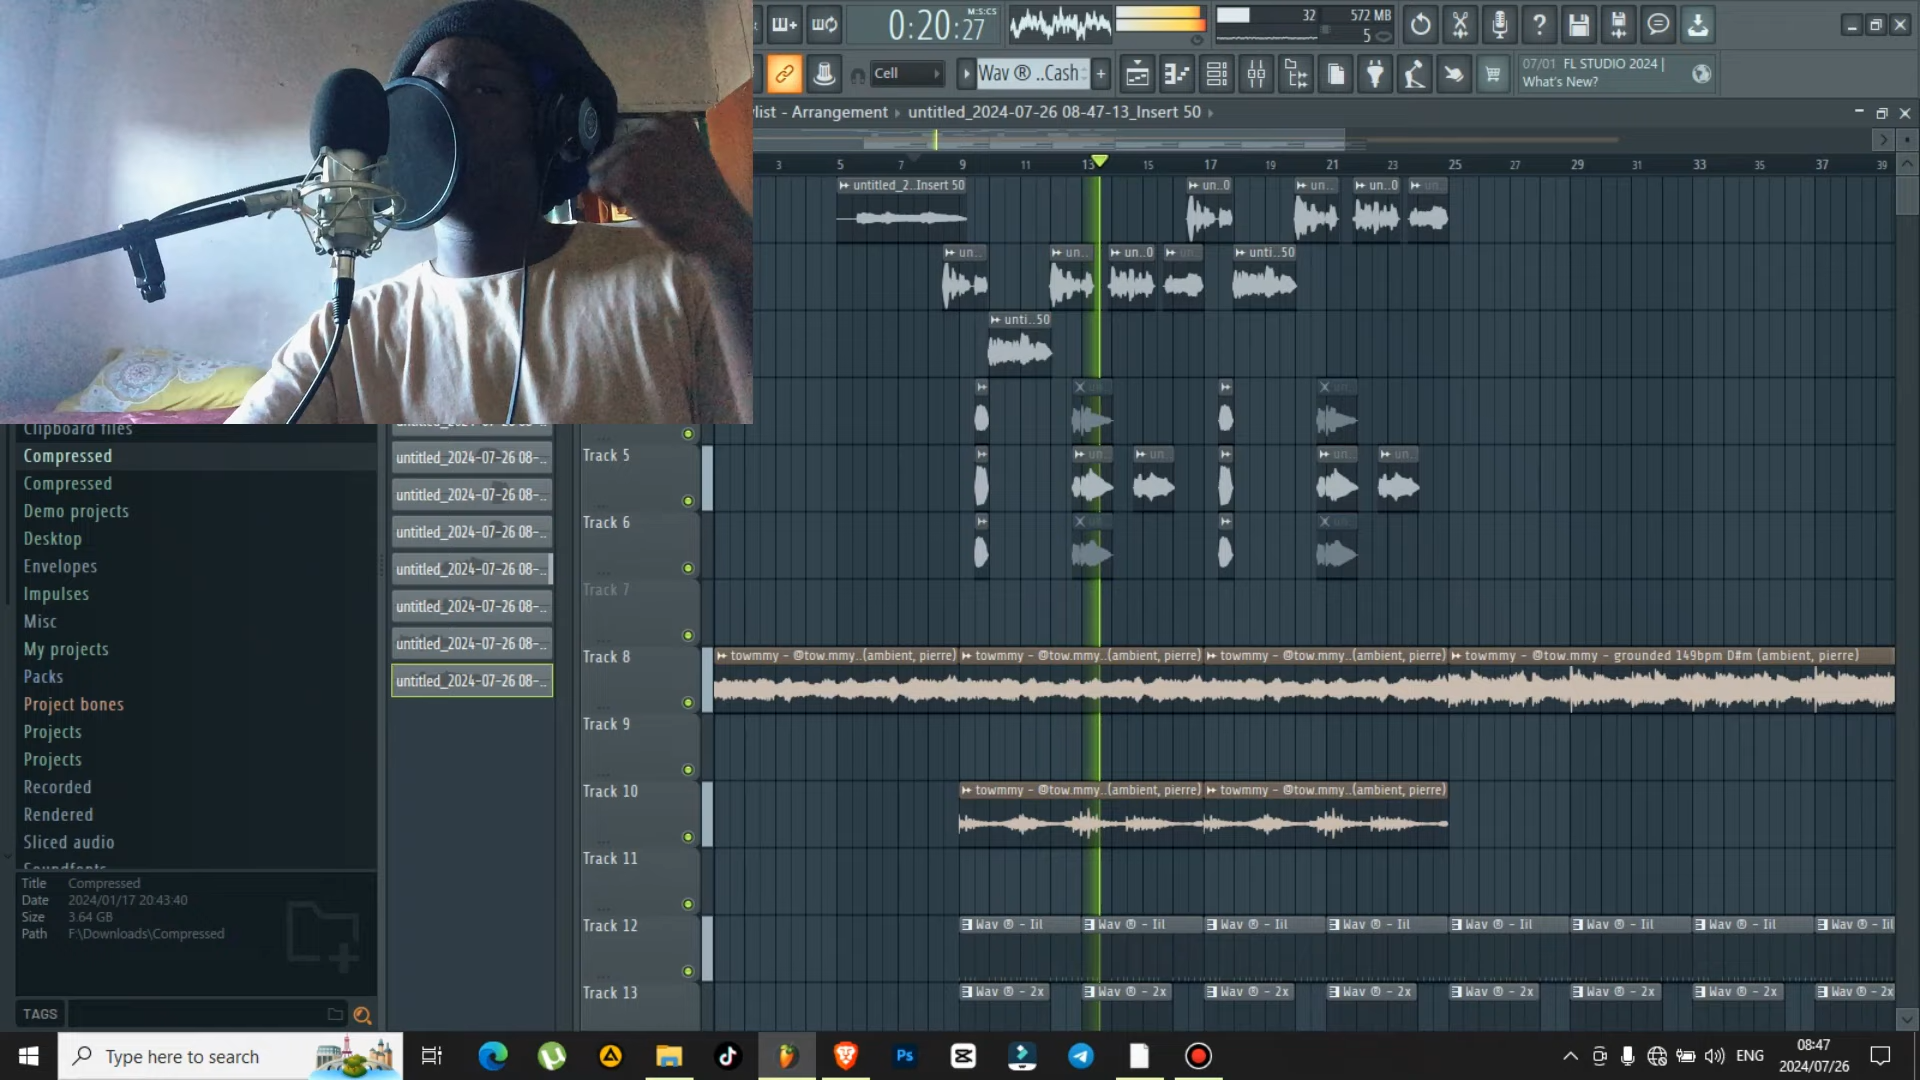 0:20:27
M:S:CS
32
572 MB
5
Cell
Wav ® ..Cash
07/01 FL STUDIO 2024 |
What's New?
list - Arrangement
untitled_2024-07-26 08-47-13_Insert 50
3 5 7 9 11 13 15 17 19 21 23 25 27 29 31 33 35 37 39
untitled_2..Insert 50
un..0
un..
un..0
un..
un..
un..
un..0
un..
unti..50
unti..50
un..
un..
Track 5
un..
un..
un..
un..
Track 6
un..
un..
Track 7
Track 8
towmmy - @tow.mmy..(ambient, pierre)
towmmy - @tow.mmy..(ambient, pierre)
towmmy - @tow.mmy..(ambient, pierre)
towmmy - @tow.mmy - grounded 149bpm D#m (ambient, pierre)
Track 9
Track 10
towmmy - @tow.mmy..(ambient, pierre)
towmmy - @tow.mmy..(ambient, pierre)
Track 11
Track 12
Wav ® - Iil
Wav ® - Iil
Wav ® - Iil
Wav ® - Iil
Wav ® - Iil
Wav ® - Iil
Wav ® - Iil
Wav ® - Iil
Track 13
Wav ® - 2x
Wav ® - 2x
Wav ® - 2x
Wav ® - 2x
Wav ® - 2x
Wav ® - 2x
Wav ® - 2x
Wav ® - 2x
Clipboard files
Compressed
Compressed
Demo projects
Desktop
Envelopes
Impulses
Misc
My projects
Packs
Project bones
Projects
Projects
Recorded
Rendered
Sliced audio
Soundfonts
untitled_2024-07-26 08-..
untitled_2024-07-26 08-..
untitled_2024-07-26 08-..
untitled_2024-07-26 08-..
untitled_2024-07-26 08-..
untitled_2024-07-26 08-..
untitled_2024-07-26 08-..
Title Compressed
Date 2024/01/17 20:43:40
Size 3.64 GB
Path F:\Downloads\Compressed
TAGS
Type here to search
Ps
ENG
08:47
2024/07/26